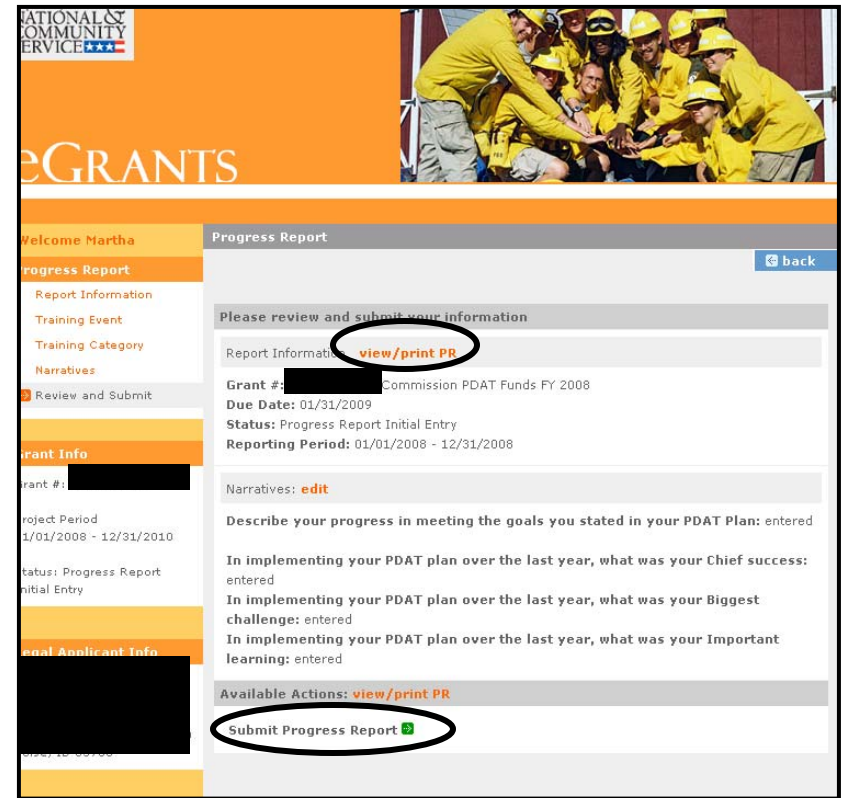 NATIONAL &
COMMUNITY
SERVICE
eGRANTS
Welcome Martha
Progress Report
Report Information
Training Event
Training Category
Narratives
Review and Submit
Grant Info
Grant #:
Project Period
01/01/2008 - 12/31/2010
Status: Progress Report
Initial Entry
Legal Applicant Info
Progress Report
back
Please review and submit your information
Report Information view/print PR
Grant #: Commission PDAT Funds FY 2008
Due Date: 01/31/2009
Status: Progress Report Initial Entry
Reporting Period: 01/01/2008 - 12/31/2008
Narratives: edit
Describe your progress in meeting the goals you stated in your PDAT Plan: entered
In implementing your PDAT plan over the last year, what was your Chief success:
entered
In implementing your PDAT plan over the last year, what was your Biggest
challenge: entered
In implementing your PDAT plan over the last year, what was your Important
learning: entered
Available Actions: view/print PR
Submit Progress Report